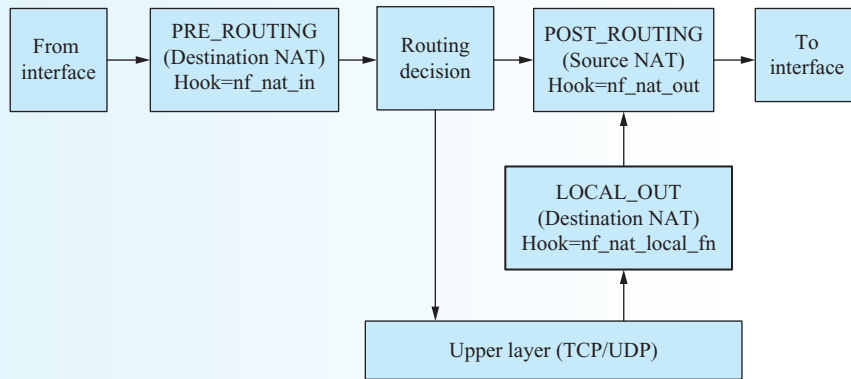 From
interface
PRE_ROUTING
(Destination NAT)
Hook=nf_nat_in
Routing
decision
POST_ROUTING
(Source NAT)
Hook=nf_nat_out
To
interface
LOCAL_OUT
(Destination NAT)
Hook=nf_nat_local_fn
Upper layer (TCP/UDP)